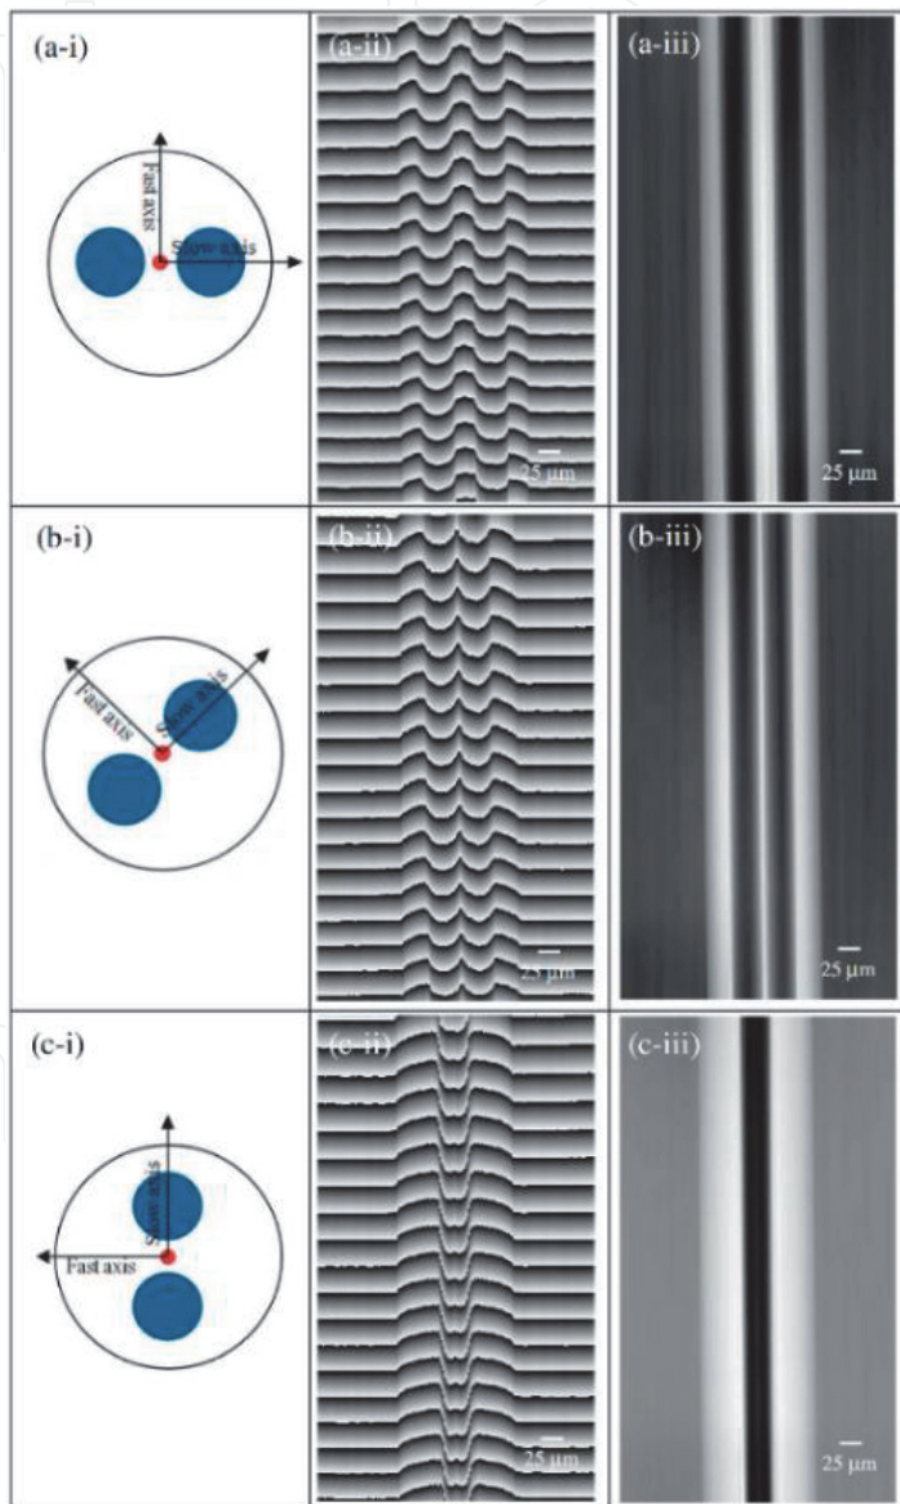 (a-i)
(a-ii)
(a-iii)
Fast axis
Slow axis
25 μm
25 μm
(b-i)
(b-ii)
(b-iii)
Fast axis
Slow axis
25 μm
25 μm
(c-i)
(c-ii)
(c-iii)
Slow axis
Fast axis
25 μm
25 μm